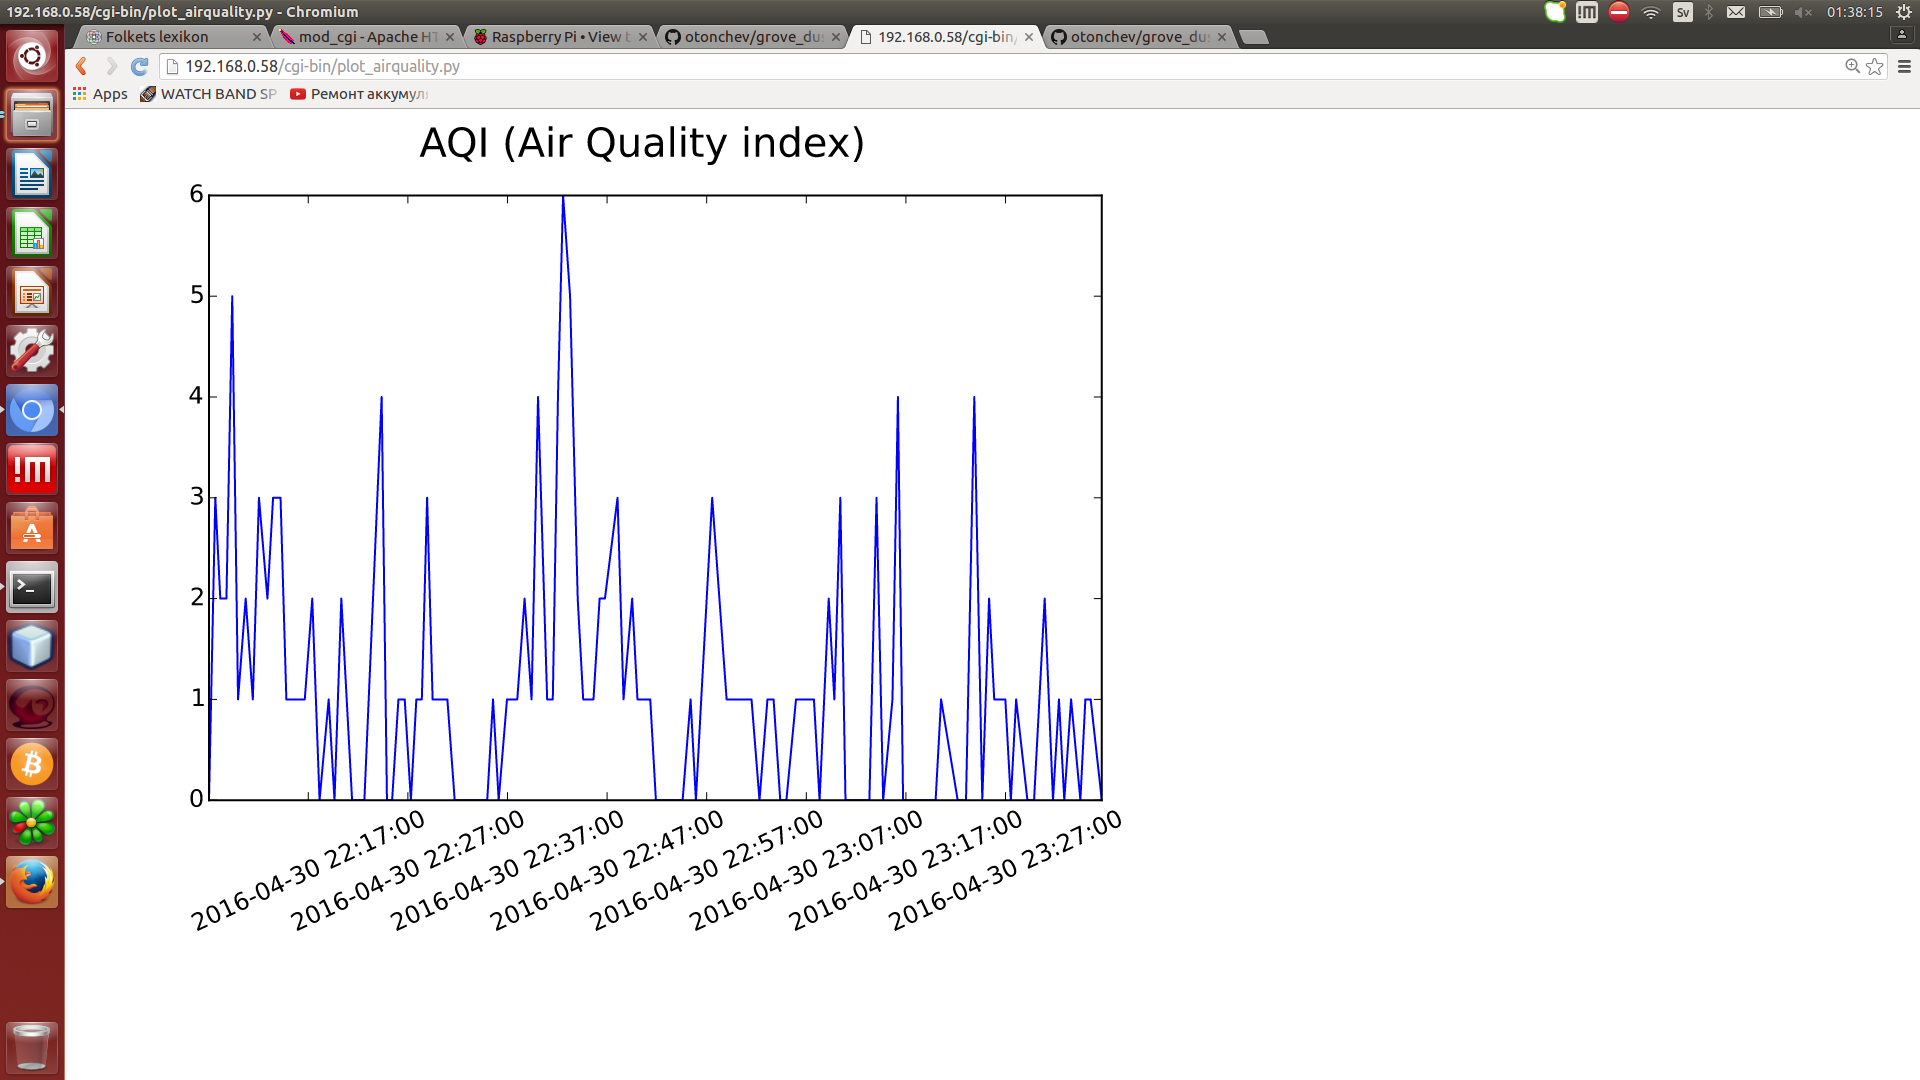 192.168.0.58/cgi-bin/plot_airquality.py - Chromium
Sv
01:38:15
Folkets lexikon
mod_cgi - Apache HT
Raspberry Pi • View t
otonchev/grove_dus
192.168.0.58/cgi-bin/
otonchev/grove_dus
192.168.0.58/cgi-bin/plot_airquality.py
Apps
WATCH BAND SP
Ремонт аккумул
AQI (Air Quality index)
6
5
4
3
2
1
0
2016-04-30 22:17:00
2016-04-30 22:27:00
2016-04-30 22:37:00
2016-04-30 22:47:00
2016-04-30 22:57:00
2016-04-30 23:07:00
2016-04-30 23:17:00
2016-04-30 23:27:00